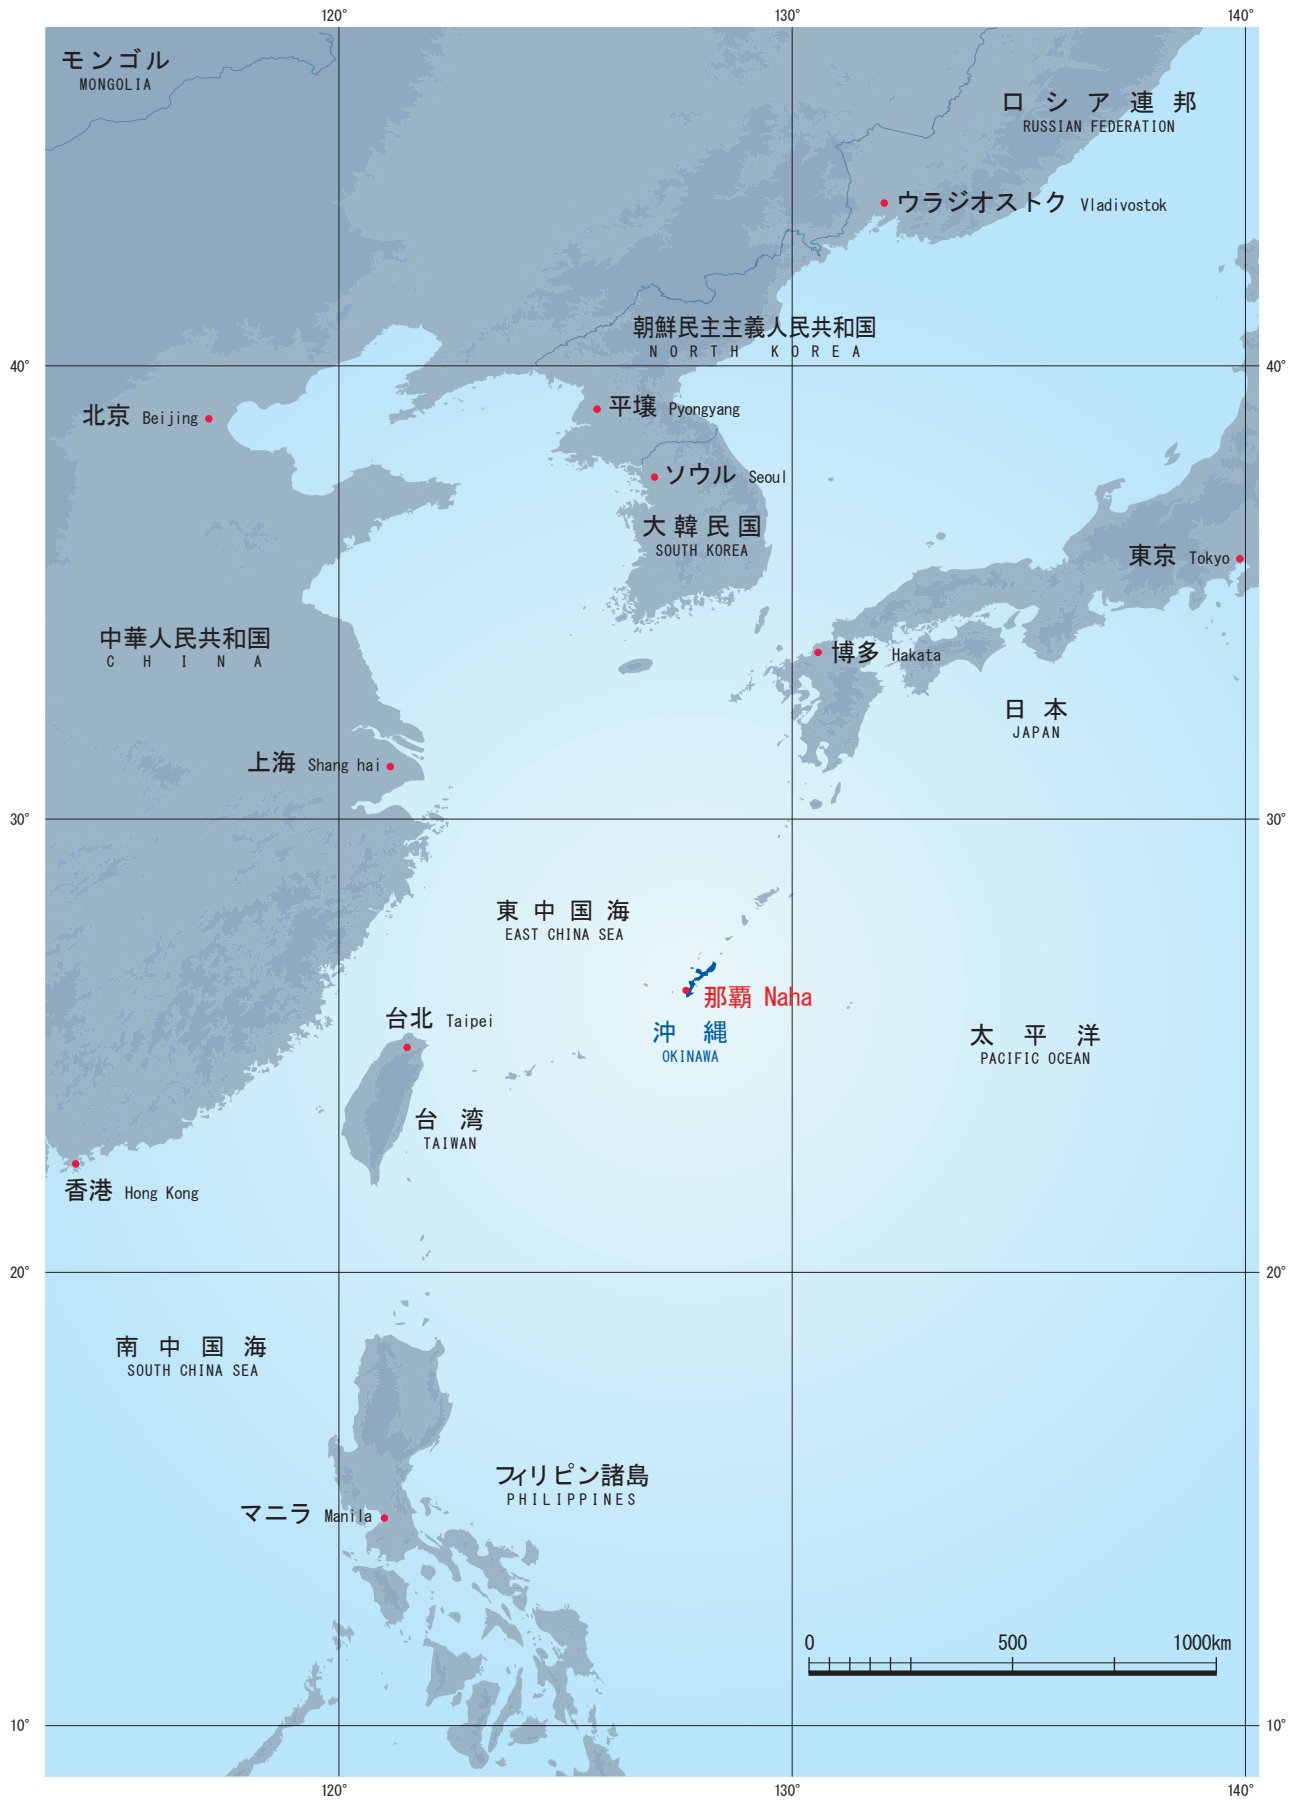 120°
130°
140°
モンゴル
MONGOLIA
ロシア連邦
RUSSIAN FEDERATION
ウラジオストク Vladivostok
朝鮮民主主義人民共和国
NORTH KOREA
40°
40°
北京 Beijing
平壌 Pyongyang
ソウル Seoul
大韓民国
SOUTH KOREA
東京 Tokyo
中華人民共和国
CHINA
博多 Hakata
日本
JAPAN
上海 Shang hai
30°
30°
東中国海
EAST CHINA SEA
那覇 Naha
台北 Taipei
沖縄
OKINAWA
太平洋
PACIFIC OCEAN
台湾
TAIWAN
香港 Hong Kong
20°
20°
南中国海
SOUTH CHINA SEA
フィリピン諸島
PHILIPPINES
マニラ Manila
0 500 1000km
10°
10°
120°
130°
140°